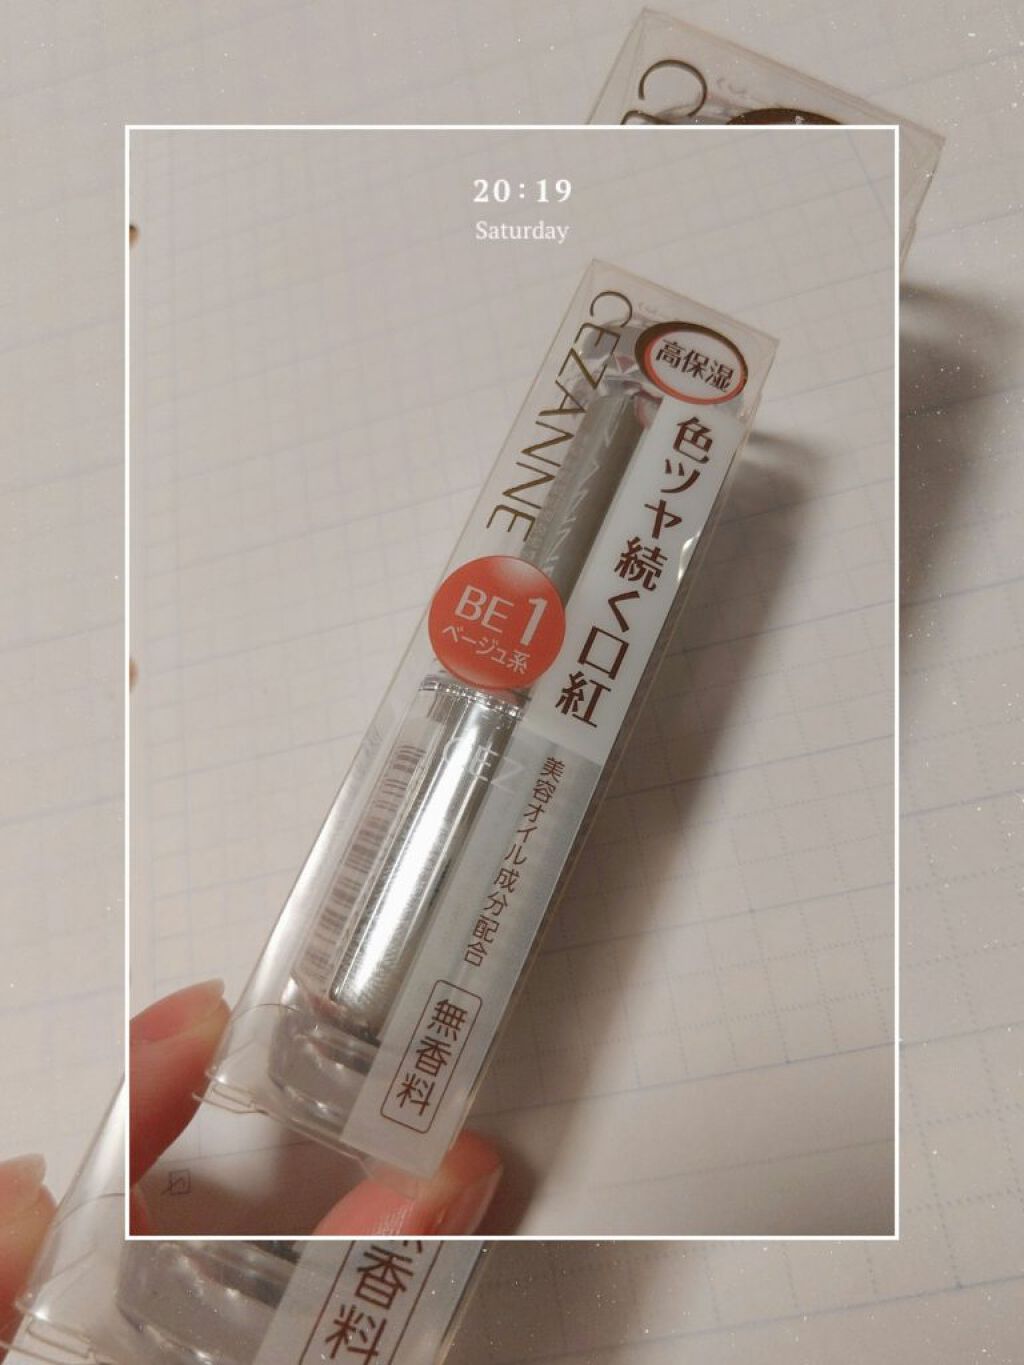 20:19
Saturday
CEZANNE
高保湿
色ツヤ続く口紅
BE 1
ベージュ系
CEZ
美容オイル成分配合
無香料
香料